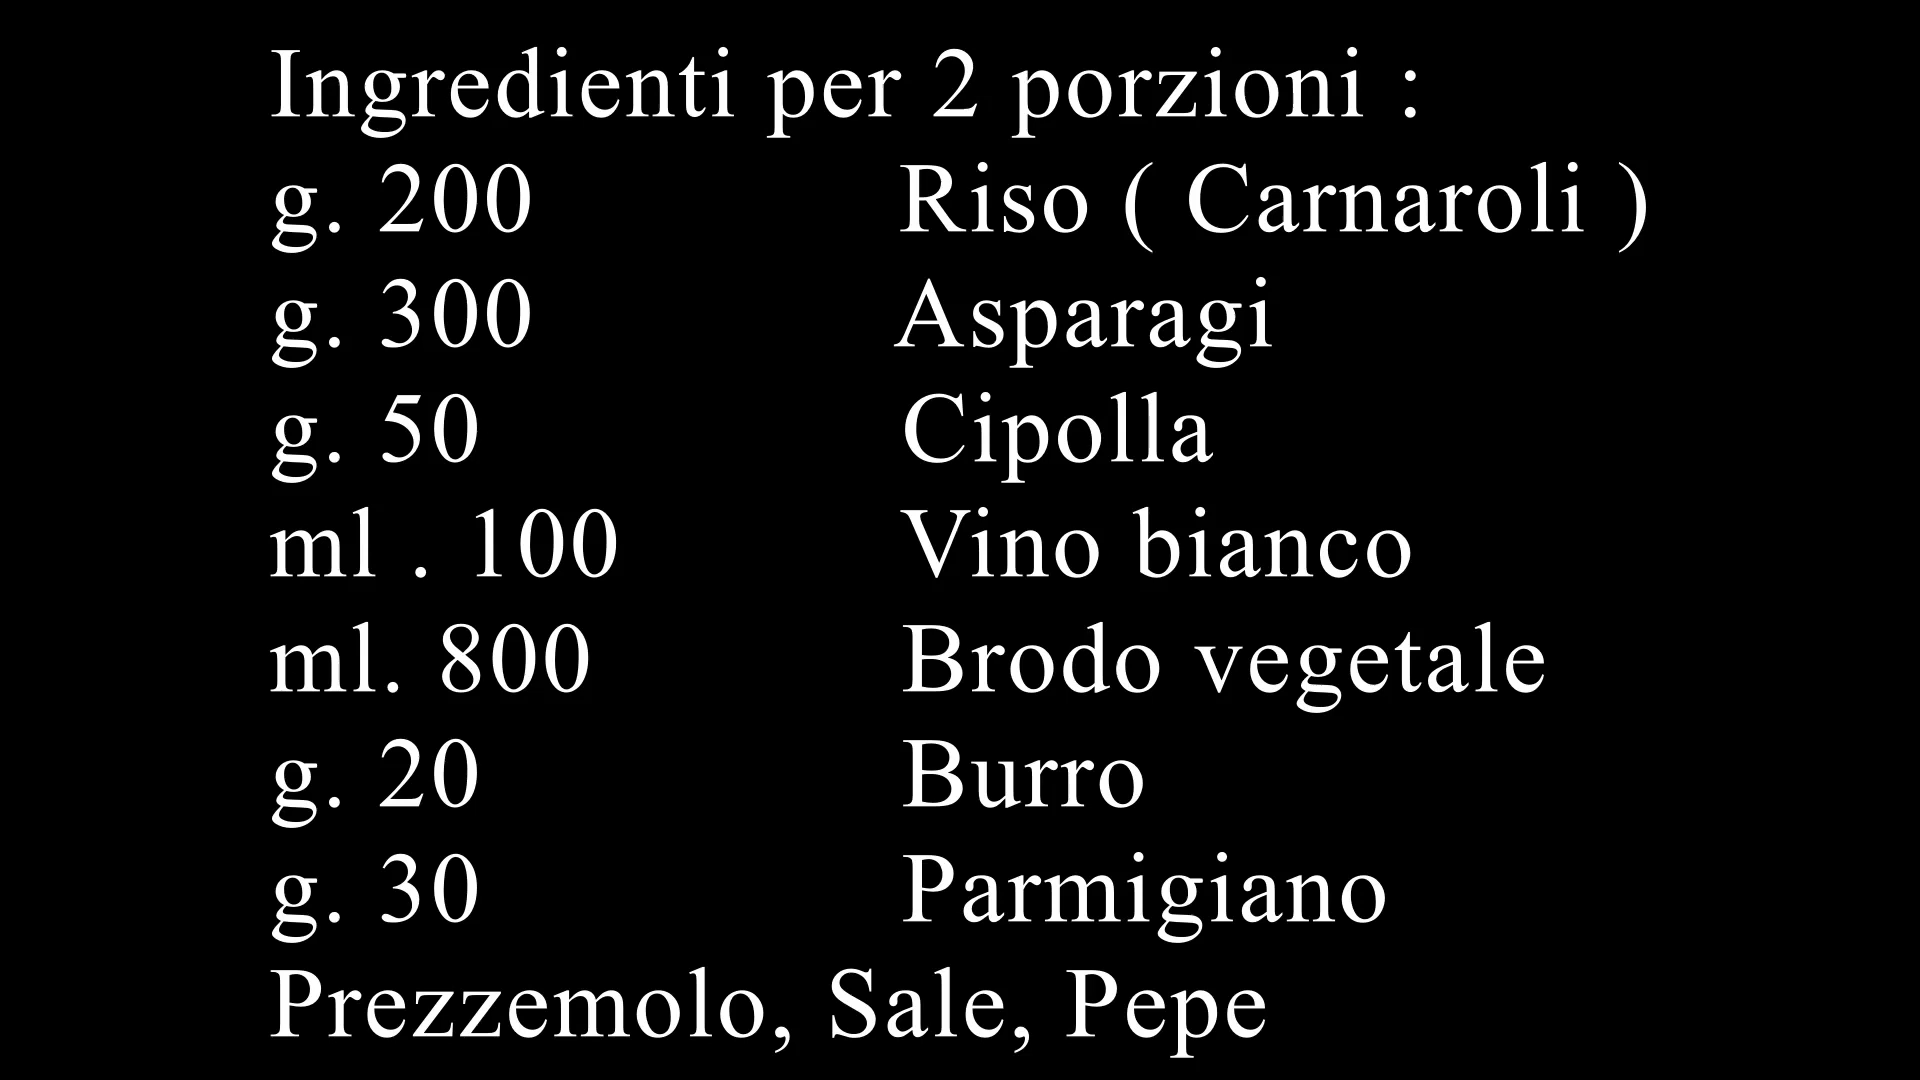 Ingredienti per 2 porzioni :
g. 200 Riso ( Carnaroli )
g. 300 Asparagi
g. 50 Cipolla
ml . 100 Vino bianco
ml. 800 Brodo vegetale
g. 20 Burro
g. 30 Parmigiano
Prezzemolo, Sale, Pepe